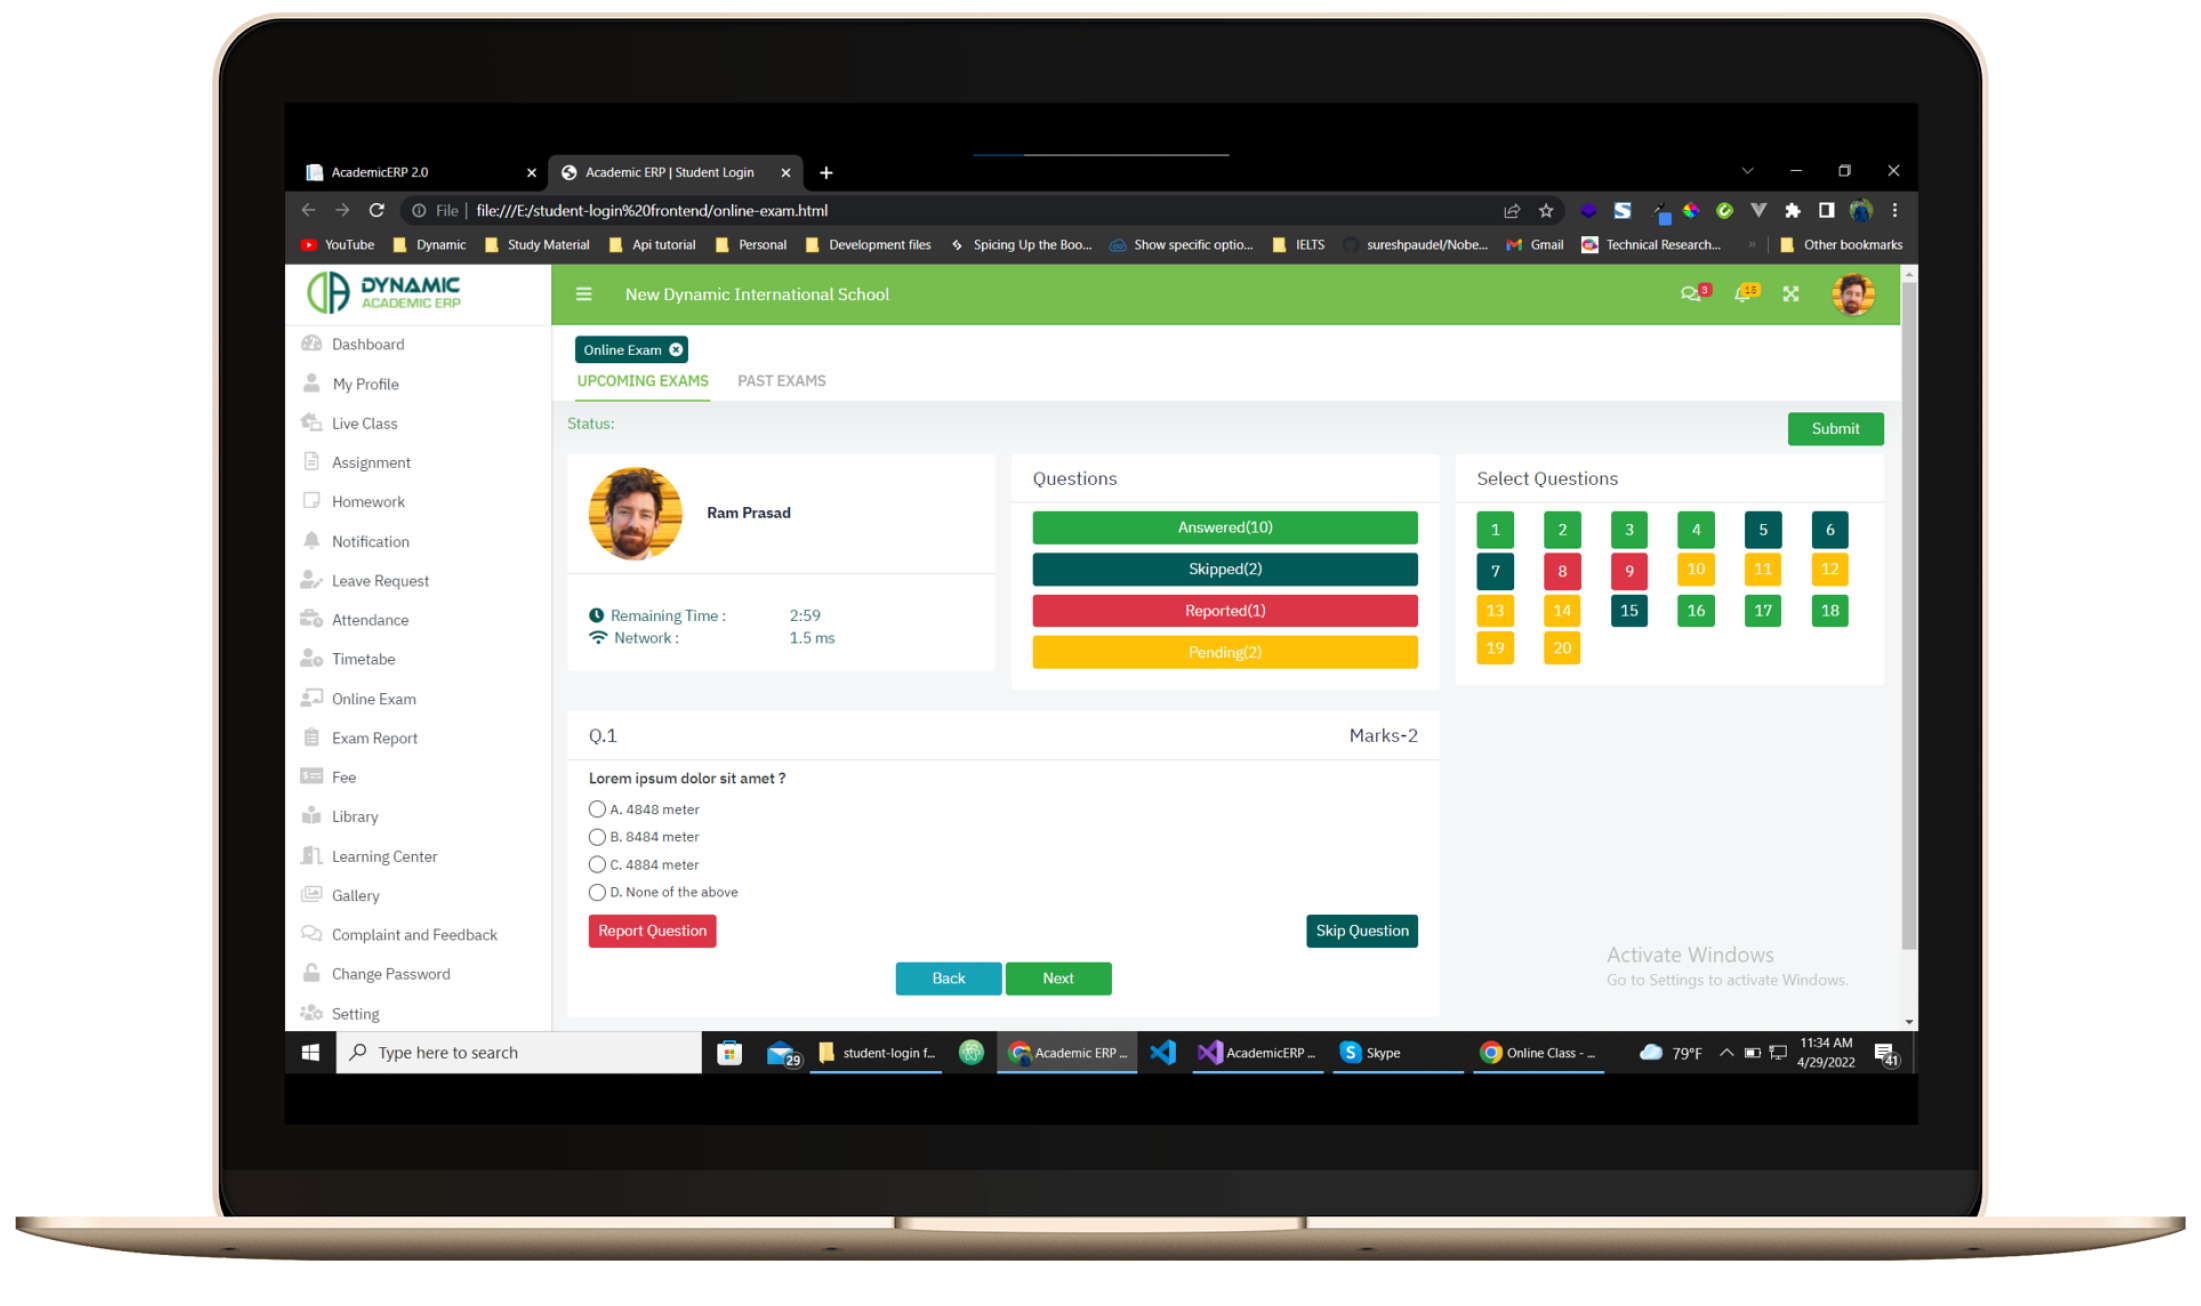 AcademicERP 2.0
Academic ERP | Student Login
File | file:///E:/student-login%20frontend/online-exam.html
YouTube Dynamic Study Material Api tutorial Personal Development files Spicing Up the Boo... Show specific optio... IELTS sureshpaudel/Nobe... Gmail Technical Research... » Other bookmarks
DYNAMIC
ACADEMIC ERP
New Dynamic International School
3
15
Dashboard
My Profile
Live Class
Assignment
Homework
Notification
Leave Request
Attendance
Timetabe
Online Exam
Exam Report
Fee
Library
Learning Center
Gallery
Complaint and Feedback
Change Password
Setting
Online Exam
UPCOMING EXAMS PAST EXAMS
Status:
Submit
Ram Prasad
Remaining Time : 2:59
Network : 1.5 ms
Questions
Answered(10)
Skipped(2)
Reported(1)
Pending(2)
Select Questions
1 2 3 4 5 6
7 8 9 10 11 12
13 14 15 16 17 18
19 20
Q.1 Marks-2
Lorem ipsum dolor sit amet ?
A. 4848 meter
B. 8484 meter
C. 4884 meter
D. None of the above
Report Question Skip Question
Back Next
Activate Windows
Go to Settings to activate Windows.
Type here to search
29
student-login f...
Academic ERP ...
AcademicERP ...
Skype
Online Class - ...
79°F
11:34 AM
4/29/2022
41